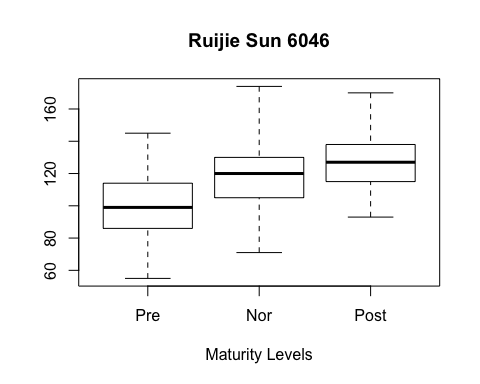 Ruijie Sun 6046
160
120
80
60
Pre Nor Post
Maturity Levels